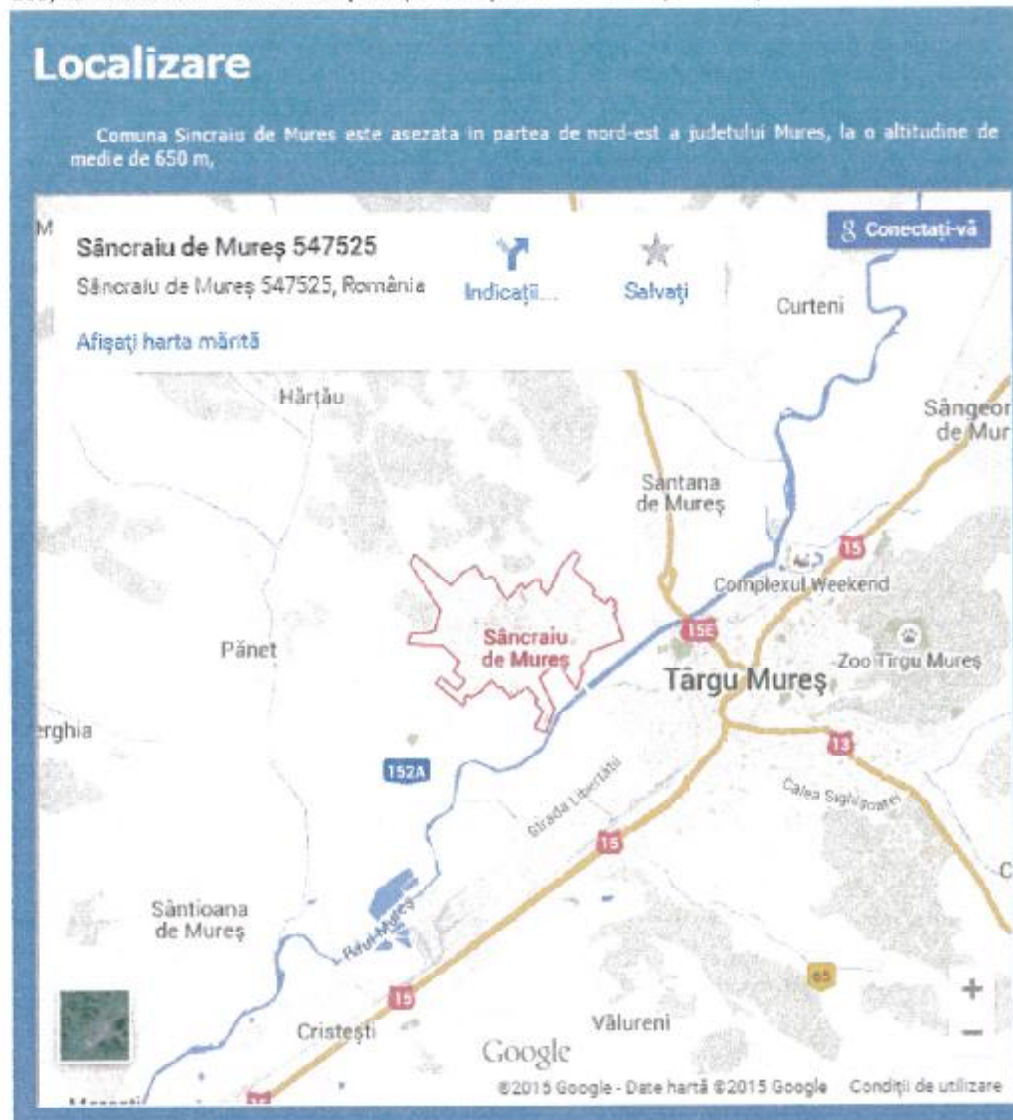 Localizare
Comuna Sincraiu de Mures este asezata in partea de nord-est a judetului Mures, la o altitudine de
medie de 650 m,
M
Sâncraiu de Mureș 547525
Sâncraiu de Mureș 547525, România
Indicații...
Salvați
Afișați harta mărită
g Conectați-vă
Curteni
Hărțău
Sângeor
de Mur
Sântana
de Mureș
15
Complexul Weekend
15E
Sâncraiu
de Mureș
Pănet
Zoo Tîrgu Mureș
Târgu Mureș
erghia
13
152A
Calea Sighișoarei
Strada Libertății
15
C
Sântioana
de Mureș
Râul Mureș
65
15
+
Vălureni
Cristești
−
Google
©2015 Google - Date hartă ©2015 Google Condiții de utilizare